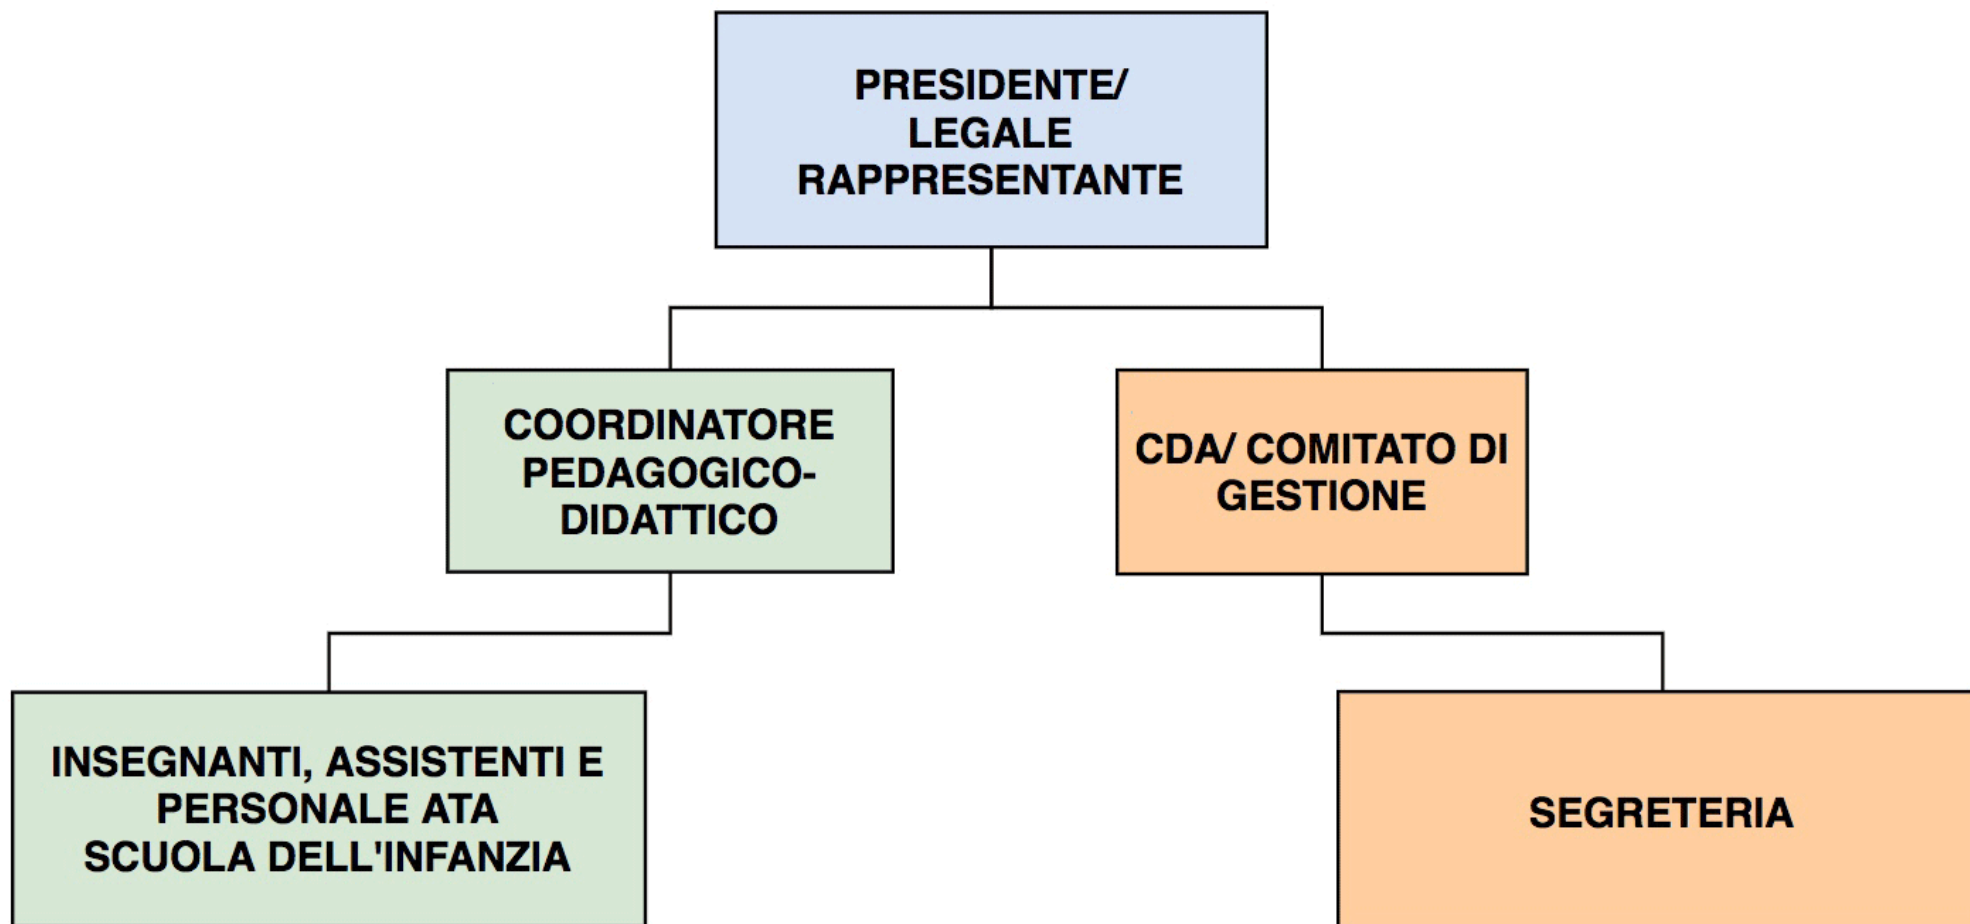 PRESIDENTE/
LEGALE
RAPPRESENTANTE
COORDINATORE
PEDAGOGICO-
DIDATTICO
CDA/ COMITATO DI
GESTIONE
INSEGNANTI, ASSISTENTI E
PERSONALE ATA
SCUOLA DELL'INFANZIA
SEGRETERIA